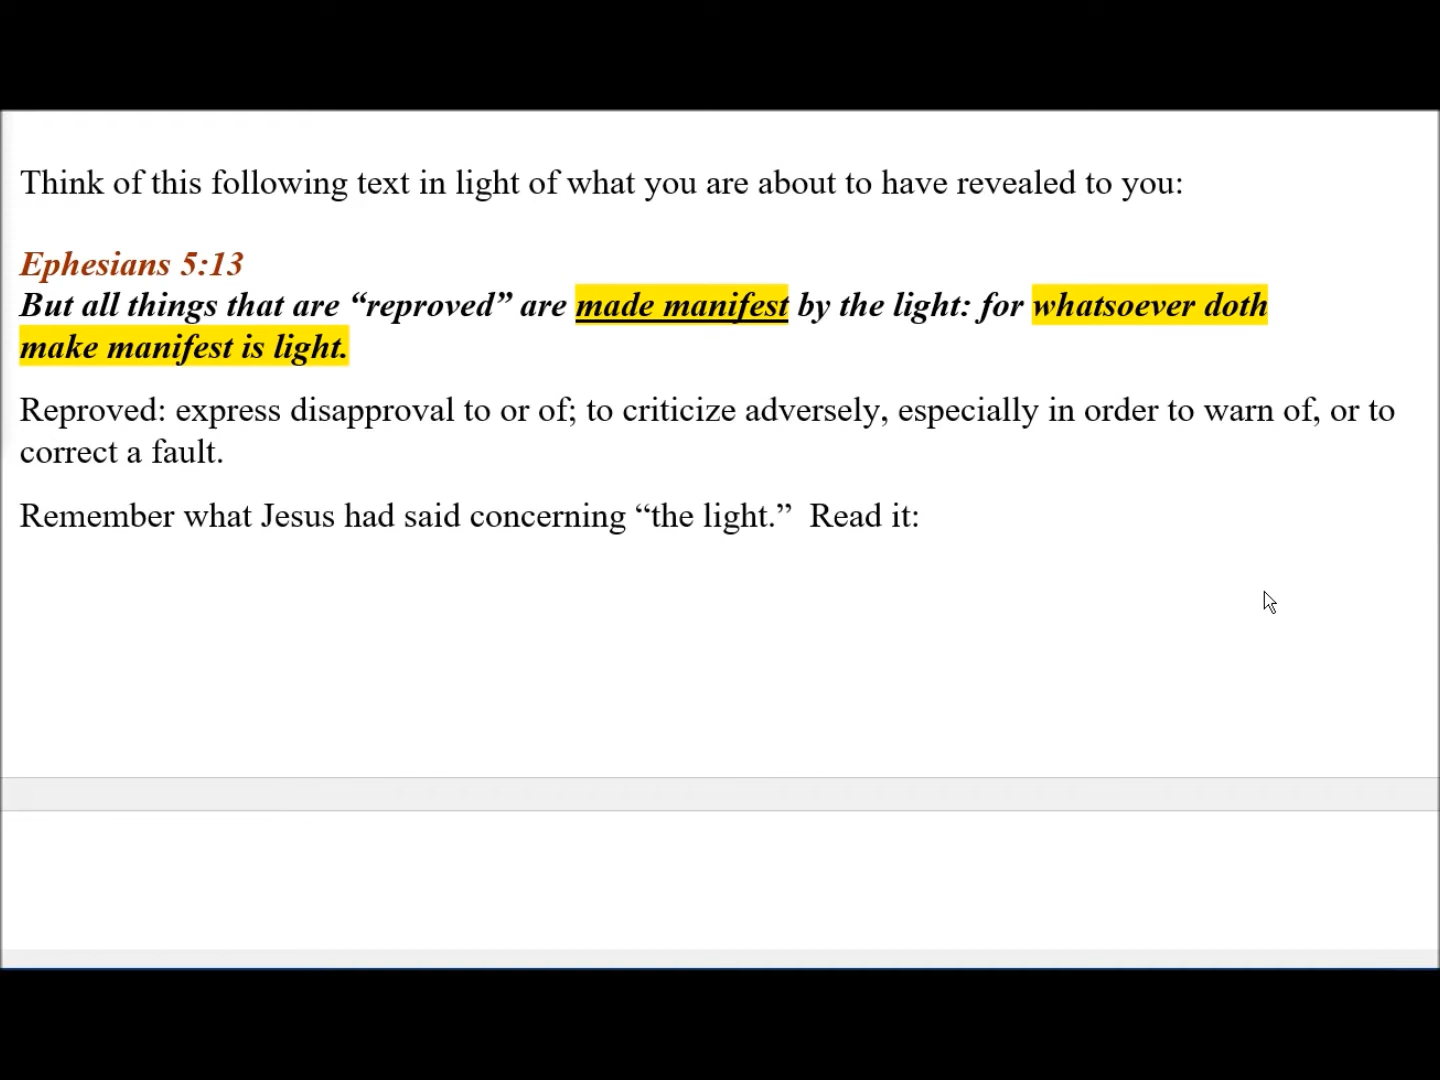 Think of this following text in light of what you are about to have revealed to you:
Ephesians 5:13
But all things that are “reproved” are made manifest by the light: for whatsoever doth
make manifest is light.
Reproved: express disapproval to or of; to criticize adversely, especially in order to warn of, or to
correct a fault.
Remember what Jesus had said concerning “the light.”  Read it: